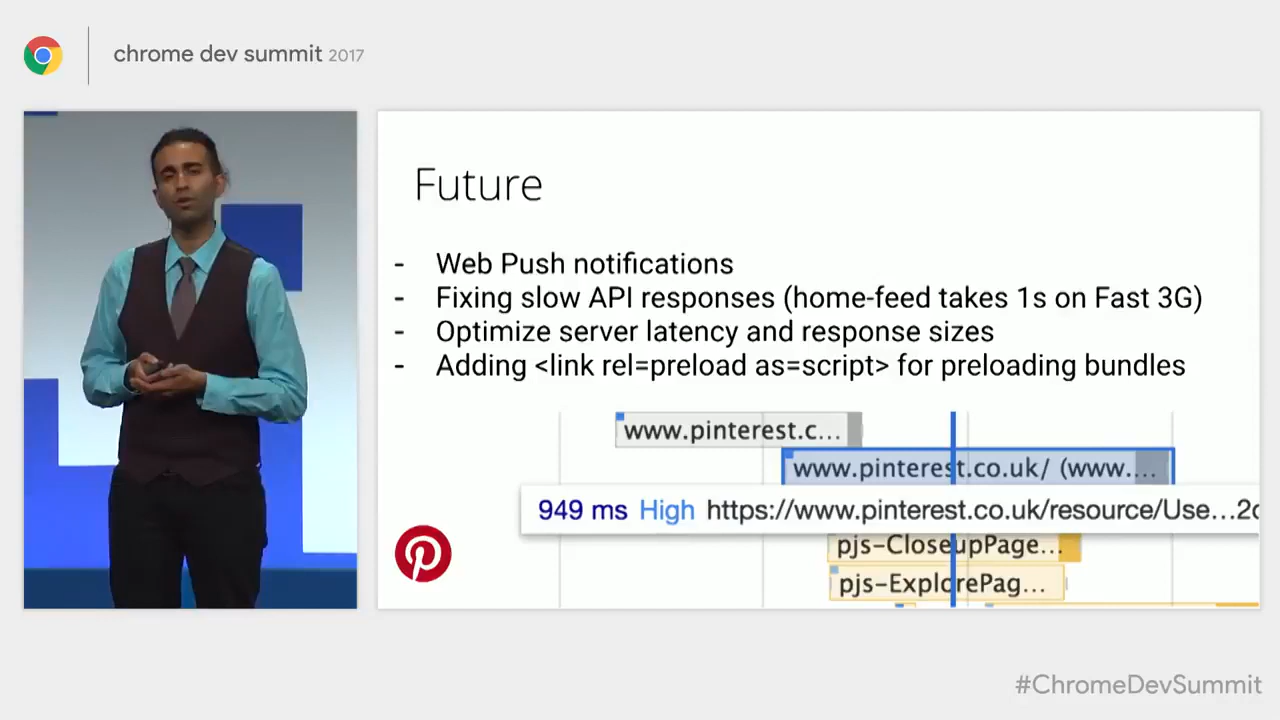 chrome dev summit 2017
Future
- Web Push notifications
- Fixing slow API responses (home-feed takes 1s on Fast 3G)
- Optimize server latency and response sizes
- Adding <link rel=preload as=script> for preloading bundles
www.pinterest.c...
www.pinterest.co.uk/ (www....
949 ms High https://www.pinterest.co.uk/resource/Use...2c
pjs-CloseupPage...
pjs-ExplorePag...
#ChromeDevSummit